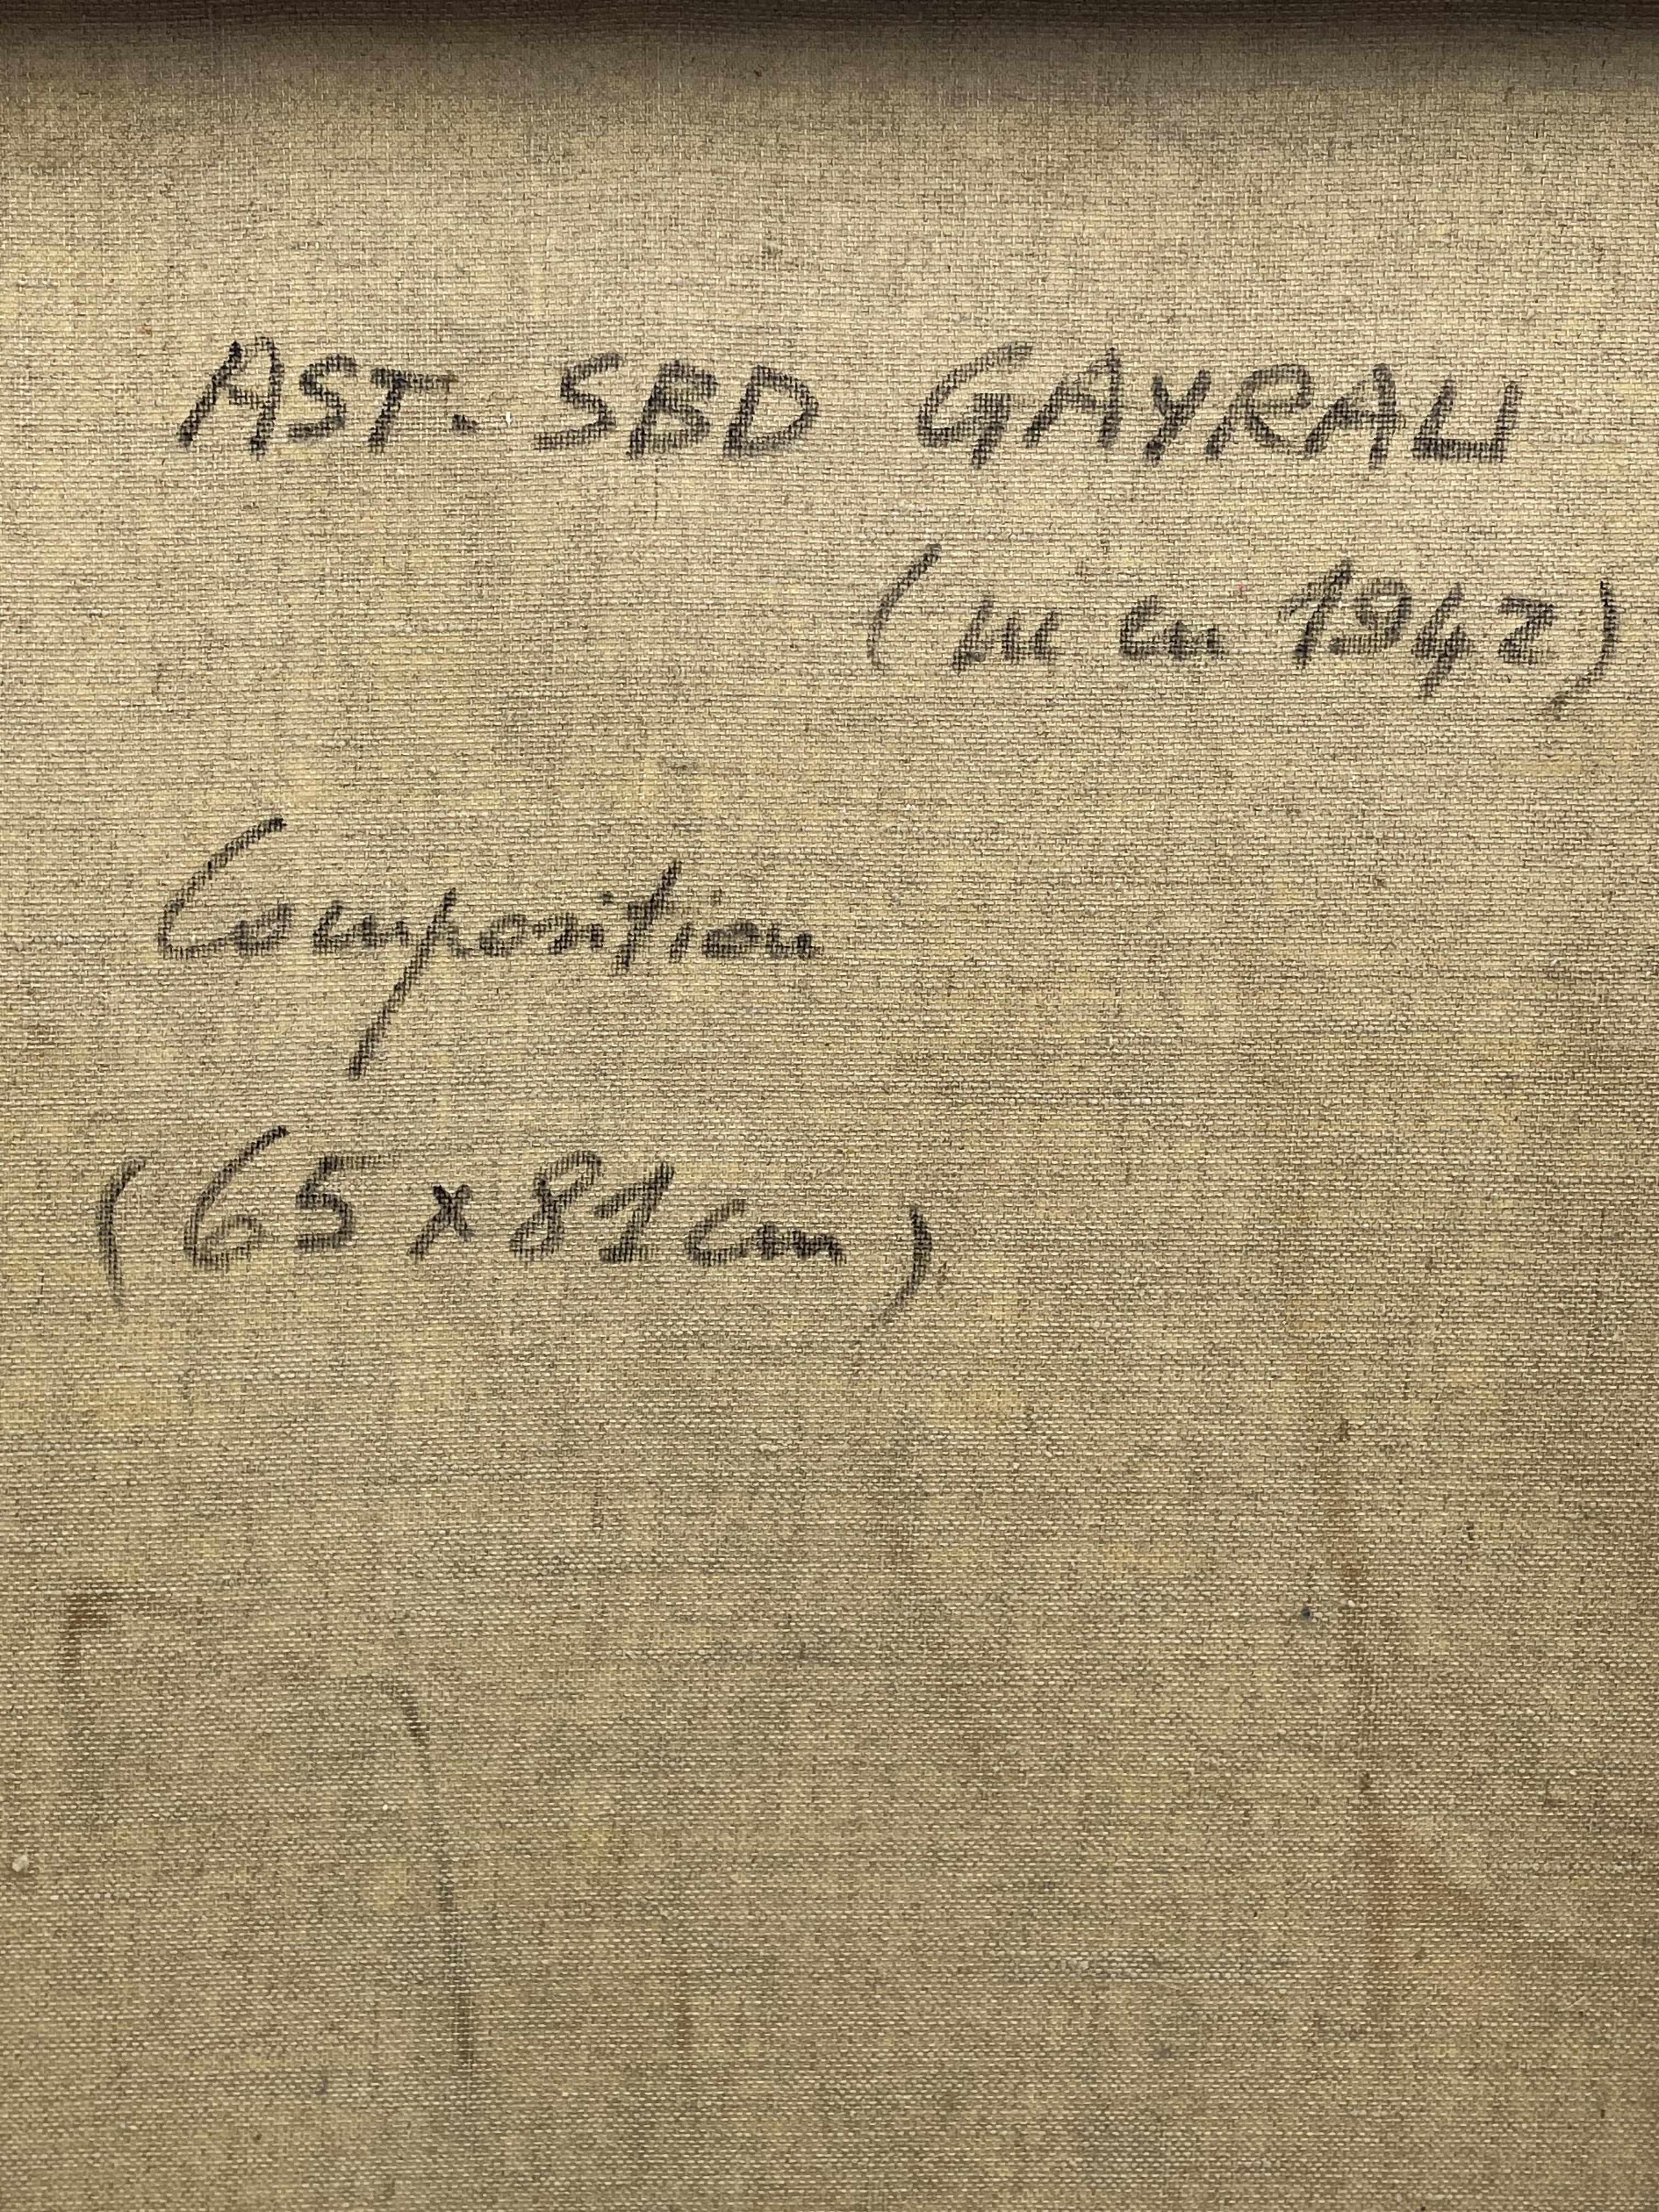 AST. SBD GAYRAU
(né en 1942)
Composition
(65 x 81 cm)